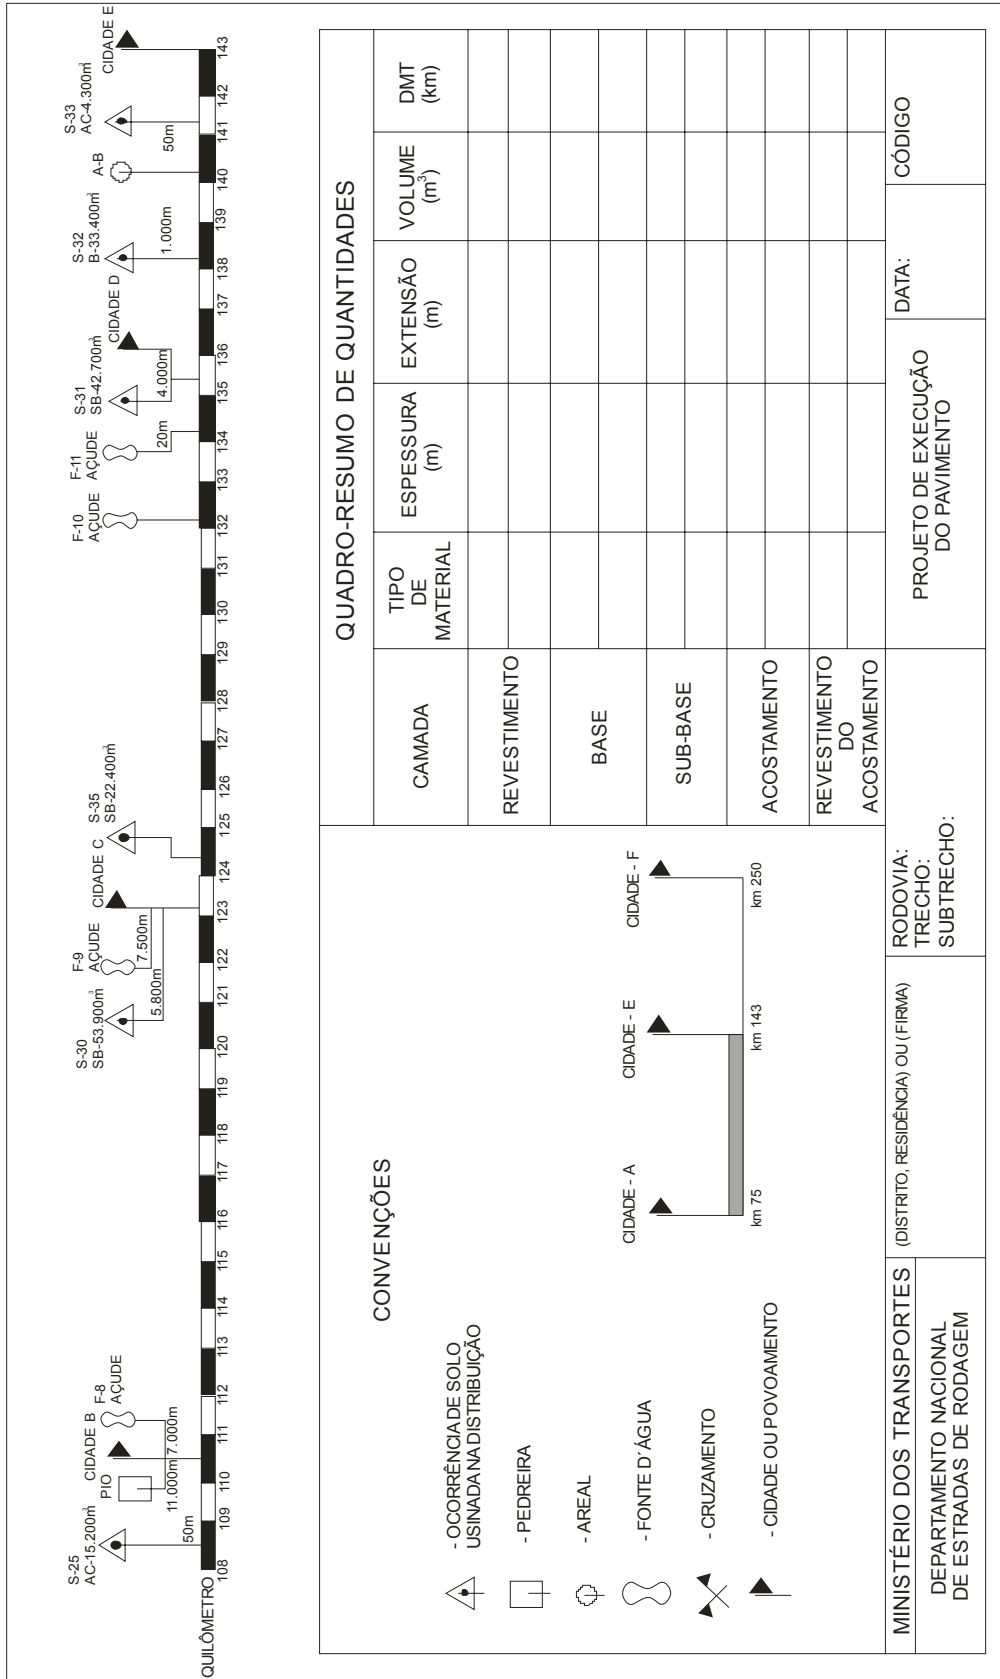 S-25
AC-15.200m³
50m
PIO
CIDADE B
F-8
AÇUDE
11.000m
7.000m
S-30
SB-53.900m³
5.800m
F-9
AÇUDE
7.500m
CIDADE C
S-35
SB-22.400m³
F-10
AÇUDE
F-11
AÇUDE
20m
S-31
SB-42.700m³
4.000m
CIDADE D
S-32
B-33.400m³
1.000m
A-B
S-33
AC-4.300m³
50m
CIDADE E
QUILÔMETRO
108 109 110 111 112 113 114 115 116 117 118 119 120 121 122 123 124 125 126 127 128 129 130 131 132 133 134 135 136 137 138 139 140 141 142 143
CONVENÇÕES
- OCORRÊNCIA DE SOLO
USINADA NA DISTRIBUIÇÃO
- PEDREIRA
- AREAL
- FONTE D´ÁGUA
- CRUZAMENTO
- CIDADE OU POVOAMENTO
CIDADE - A
CIDADE - E
CIDADE - F
km 75
km 143
km 250
QUADRO-RESUMO DE QUANTIDADES
CAMADA
TIPO
DE
MATERIAL
ESPESSURA
(m)
EXTENSÃO
(m)
VOLUME
(m³)
DMT
(km)
REVESTIMENTO
BASE
SUB-BASE
ACOSTAMENTO
REVESTIMENTO
DO
ACOSTAMENTO
MINISTÉRIO DOS TRANSPORTES
DEPARTAMENTO NACIONAL
DE ESTRADAS DE RODAGEM
(DISTRITO, RESIDÊNCIA) OU (FIRMA)
RODOVIA:
TRECHO:
SUBTRECHO:
PROJETO DE EXECUÇÃO
DO PAVIMENTO
DATA:
CÓDIGO